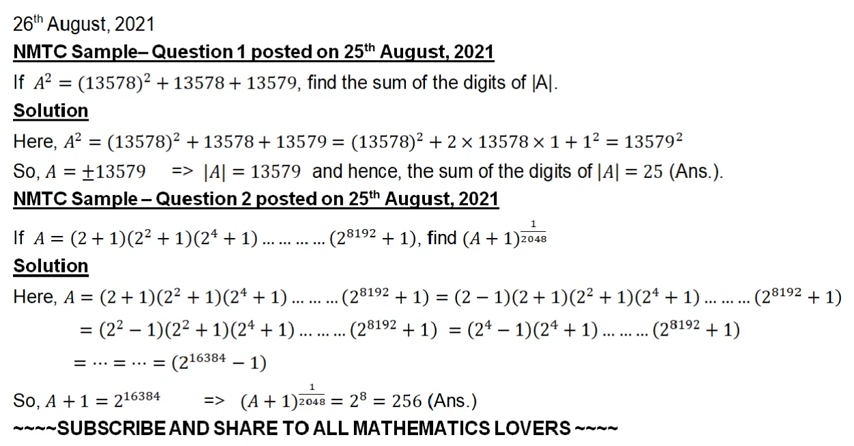 26th August, 2021
NMTC Sample– Question 1 posted on 25th August, 2021
If A² = (13578)² + 13578 + 13579, find the sum of the digits of |A|.
Solution
Here, A² = (13578)² + 13578 + 13579 = (13578)² + 2 × 13578 × 1 + 1² = 13579²
So, A = ±13579 => |A| = 13579 and hence, the sum of the digits of |A| = 25 (Ans.).
NMTC Sample – Question 2 posted on 25th August, 2021
If A = (2 + 1)(2² + 1)(2⁴ + 1) … … … … (2⁸¹⁹² + 1), find (A + 1)^(1/2048)
Solution
Here, A = (2 + 1)(2² + 1)(2⁴ + 1) … … … (2⁸¹⁹² + 1) = (2 − 1)(2 + 1)(2² + 1)(2⁴ + 1) … … … (2⁸¹⁹² + 1)
= (2² − 1)(2² + 1)(2⁴ + 1) … … … (2⁸¹⁹² + 1) = (2⁴ − 1)(2⁴ + 1) … … … (2⁸¹⁹² + 1)
= ⋯ = ⋯ = (2¹⁶³⁸⁴ − 1)
So, A + 1 = 2¹⁶³⁸⁴ => (A + 1)^(1/2048) = 2⁸ = 256 (Ans.)
~~~~SUBSCRIBE AND SHARE TO ALL MATHEMATICS LOVERS ~~~~